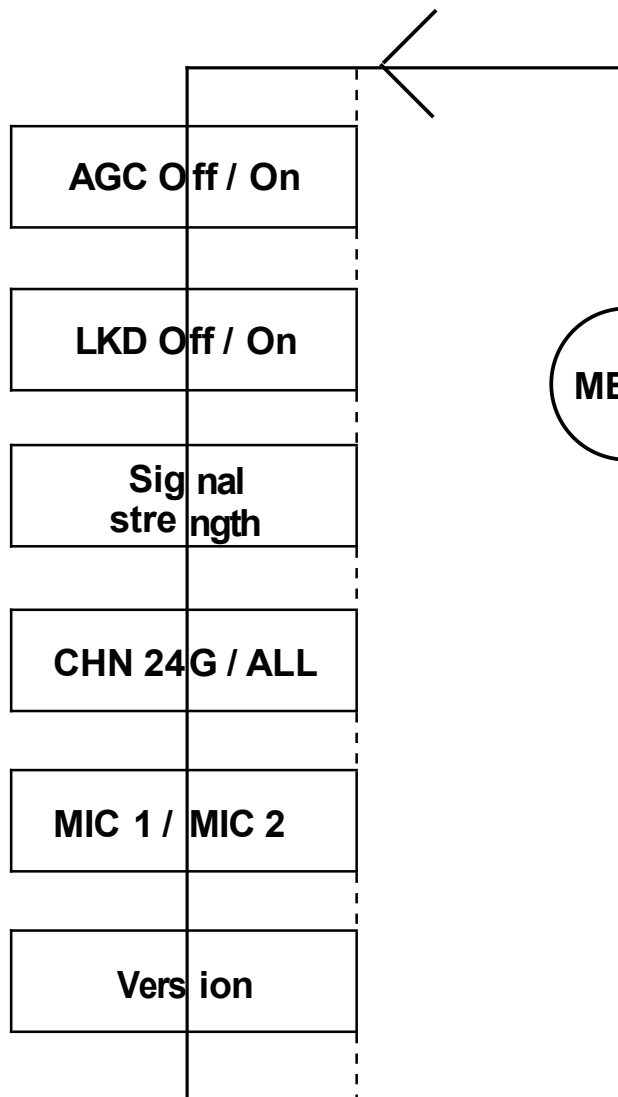 AGC Off / On
LKD Off / On
Signal
strength
CHN 24G / ALL
MIC 1 / MIC 2
Version